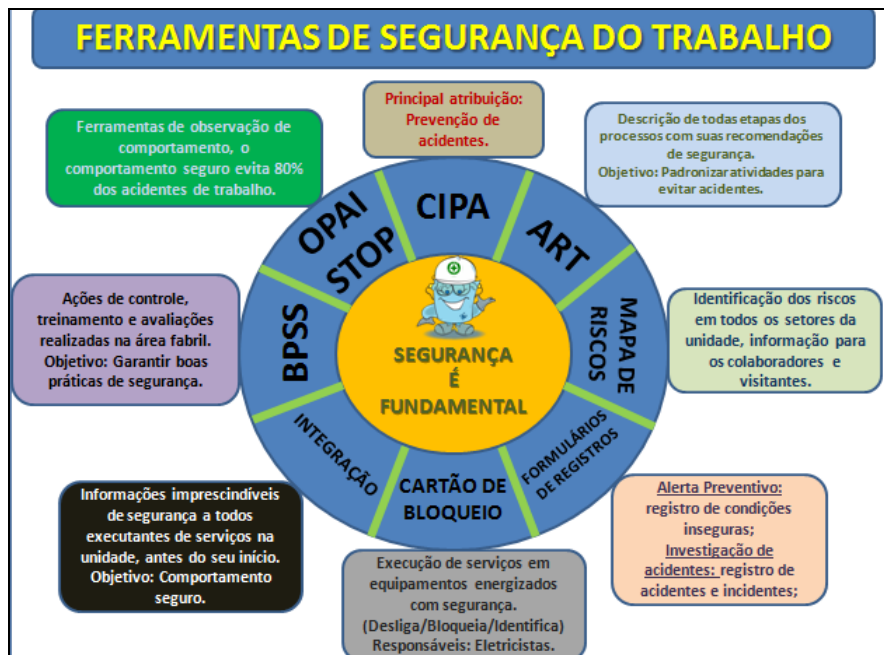 FERRAMENTAS DE SEGURANÇA DO TRABALHO
Principal atribuição:
Prevenção de
acidentes.
Ferramentas de observação de
comportamento, o
comportamento seguro evita 80%
dos acidentes de trabalho.
Descrição de todas etapas dos
processos com suas recomendações
de segurança.
Objetivo: Padronizar atividades para
evitar acidentes.
OPAI
STOP
CIPA
ART
MAPA DE
RISCOS
FORMULÁRIOS
DE REGISTROS
CARTÃO DE
BLOQUEIO
INTEGRAÇÃO
BPSS
SEGURANÇA
É
FUNDAMENTAL
Ações de controle,
treinamento e avaliações
realizadas na área fabril.
Objetivo: Garantir boas
práticas de segurança.
Identificação dos riscos
em todos os setores da
unidade, informação para
os colaboradores e
visitantes.
Informações imprescindíveis
de segurança a todos
executantes de serviços na
unidade, antes do seu início.
Objetivo: Comportamento
seguro.
Execução de serviços em
equipamentos energizados
com segurança.
(Desliga/Bloqueia/Identifica)
Responsáveis: Eletricistas.
Alerta Preventivo:
registro de condições
inseguras;
Investigação de
acidentes: registro de
acidentes e incidentes;